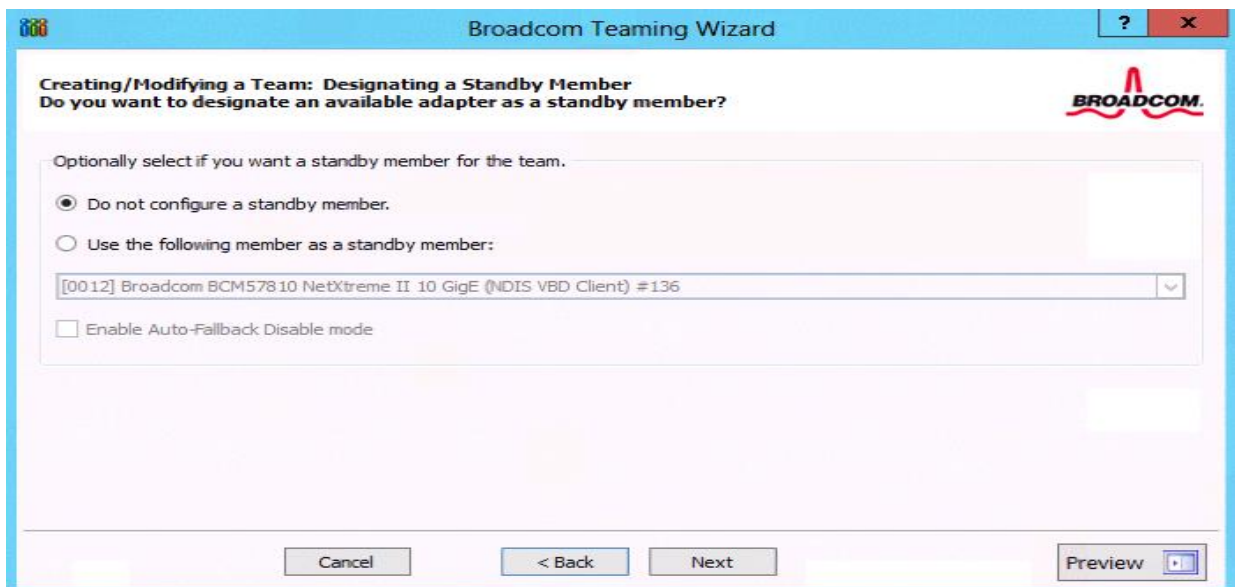 Broadcom Teaming Wizard
?
x
Creating/Modifying a Team: Designating a Standby Member
Do you want to designate an available adapter as a standby member?
BROADCOM.
Optionally select if you want a standby member for the team.
Do not configure a standby member.
Use the following member as a standby member:
[0012] Broadcom BCM57810 NetXtreme II 10 GigE (NDIS VBD Client) #136
Enable Auto-Fallback Disable mode
Cancel
< Back
Next
Preview